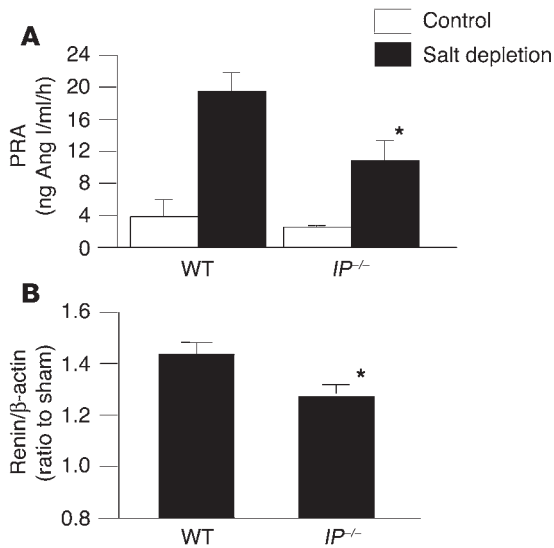 Control
Salt depletion
A
PRA
(ng Ang I/ml/h)
24
20
16
12
8
4
0
*
WT
IP–/–
B
Renin/β-actin
(ratio to sham)
1.6
1.4
1.2
1.0
0.8
*
WT
IP–/–